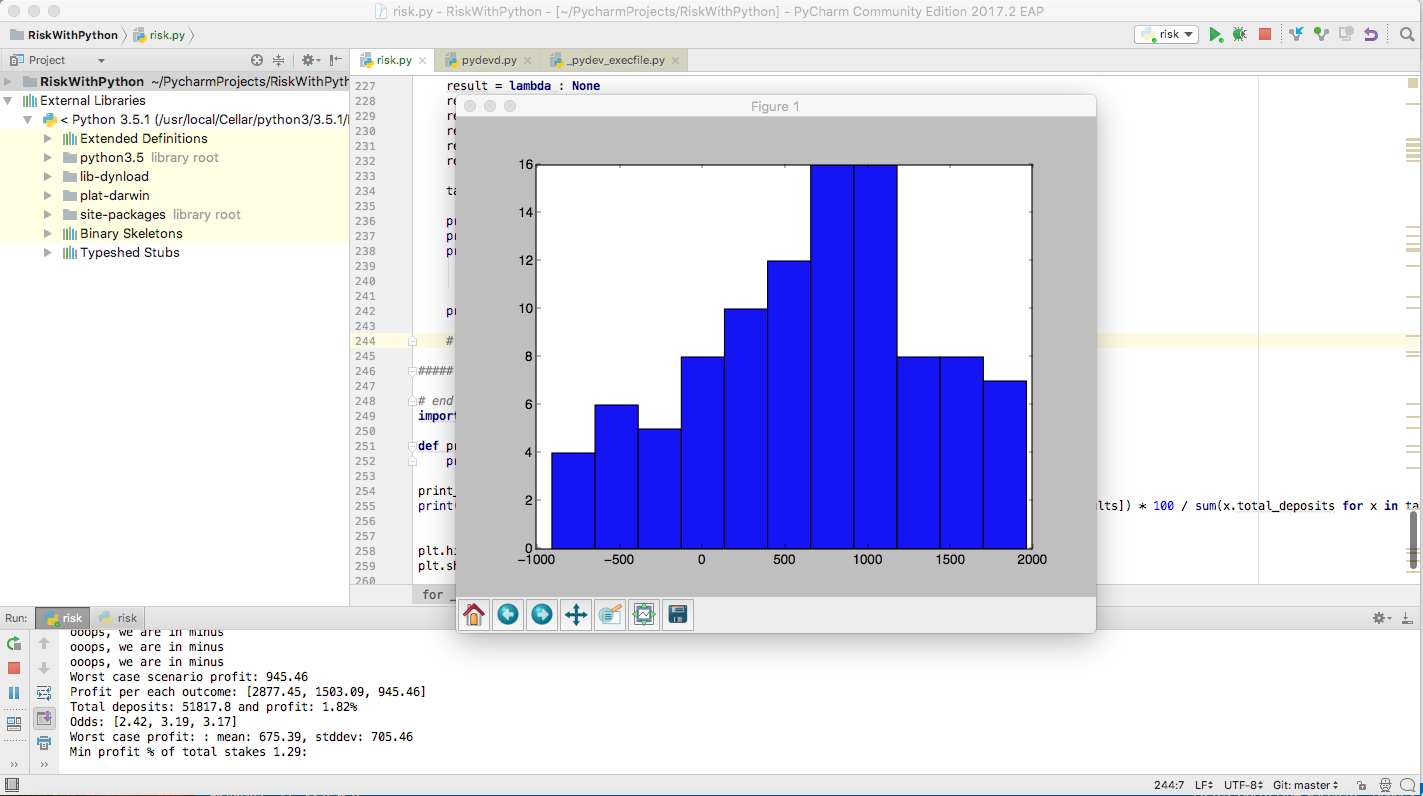 risk.py - RiskWithPython - [~/PycharmProjects/RiskWithPython] - PyCharm Community Edition 2017.2 EAP
RiskWithPython risk.py
risk
Project
risk.py pydevd.py _pydev_execfile.py
RiskWithPython ~/PycharmProjects/RiskWithPyth
External Libraries
< Python 3.5.1 (/usr/local/Cellar/python3/3.5.1/
Extended Definitions
python3.5 library root
lib-dynload
plat-darwin
site-packages library root
Binary Skeletons
Typeshed Stubs
227 result = lambda_: None
228 re
229 re
230 re
231 re
232 re
233
234 ta
235
236 pr
237 pr
238 pr
239
240
241
242 pr
243
244 #
245
246 #####
247
248 # end
249 import
250
251 def pr
252 pr
253
254 print_
255 print( lts]) * 100 / sum(x.total_deposits for x in ta
256
257
258 plt.hi
259 plt.sh
260
for _
Figure 1
16
14
12
10
8
6
4
2
0
−1000 −500 0 500 1000 1500 2000
Run: risk risk
ooops, we are in minus
ooops, we are in minus
ooops, we are in minus
Worst case scenario profit: 945.46
Profit per each outcome: [2877.45, 1503.09, 945.46]
Total deposits: 51817.8 and profit: 1.82%
Odds: [2.42, 3.19, 3.17]
Worst case profit: : mean: 675.39, stddev: 705.46
Min profit % of total stakes 1.29:
244:7 LF UTF-8 Git: master